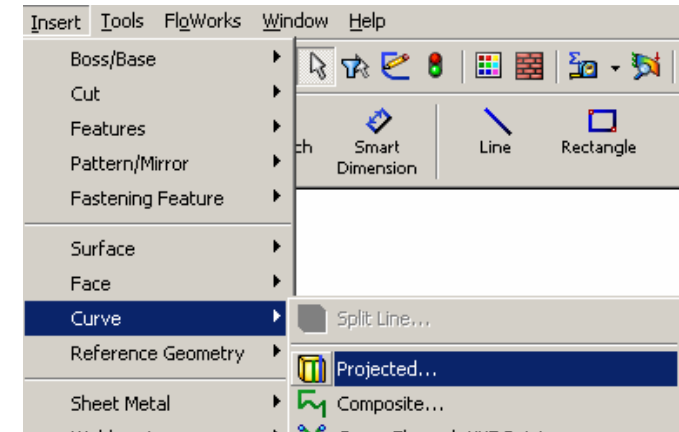 Insert Tools FloWorks Window Help
Boss/Base
Cut
Features
Pattern/Mirror
Fastening Feature
Surface
Face
Curve
Reference Geometry
Sheet Metal
Smart
Dimension
Line
Rectangle
Split Line...
Projected...
Composite...